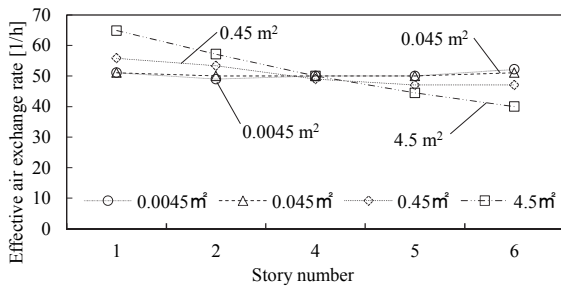 Effective air exchange rate [1/h]
70
60
50
40
30
20
10
0
0.45 m²
0.045 m²
0.0045 m²
4.5 m²
0.0045㎡ 0.045㎡ 0.45㎡ 4.5㎡
1 2 4 5 6
Story number